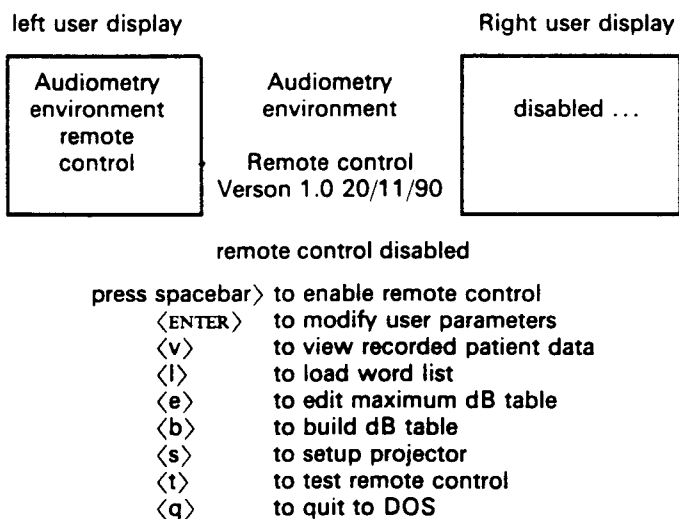 left user display
Right user display
Audiometry
environment
remote
control
Audiometry
environment
Remote control
Verson 1.0 20/11/90
disabled ...
remote control disabled
press spacebar〉 to enable remote control
〈ENTER〉 to modify user parameters
〈v〉 to view recorded patient data
〈l〉 to load word list
〈e〉 to edit maximum dB table
〈b〉 to build dB table
〈s〉 to setup projector
〈t〉 to test remote control
〈q〉 to quit to DOS